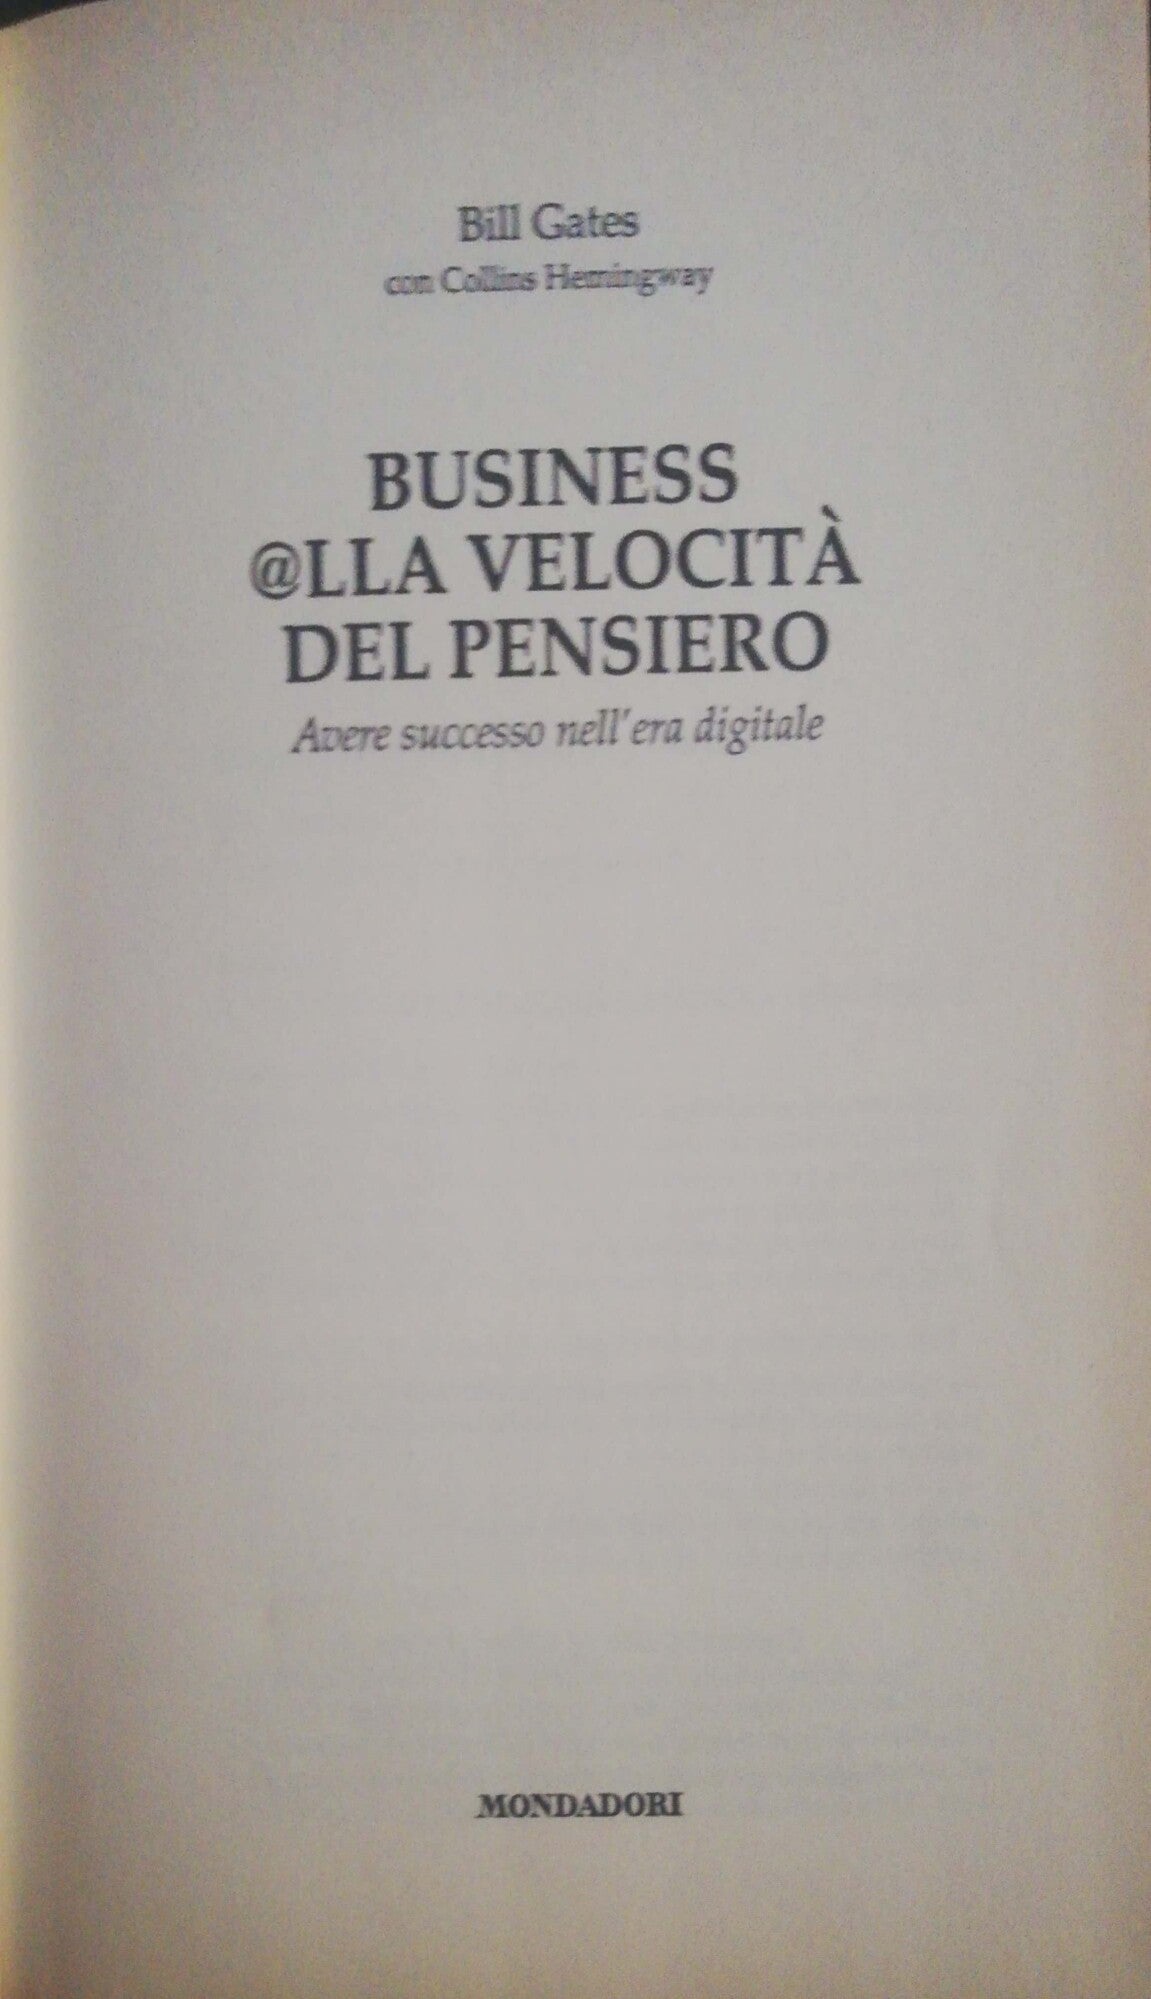 Bill Gates
con Collins Hemingway
BUSINESS
@LLA VELOCITÀ
DEL PENSIERO
Avere successo nell'era digitale
MONDADORI